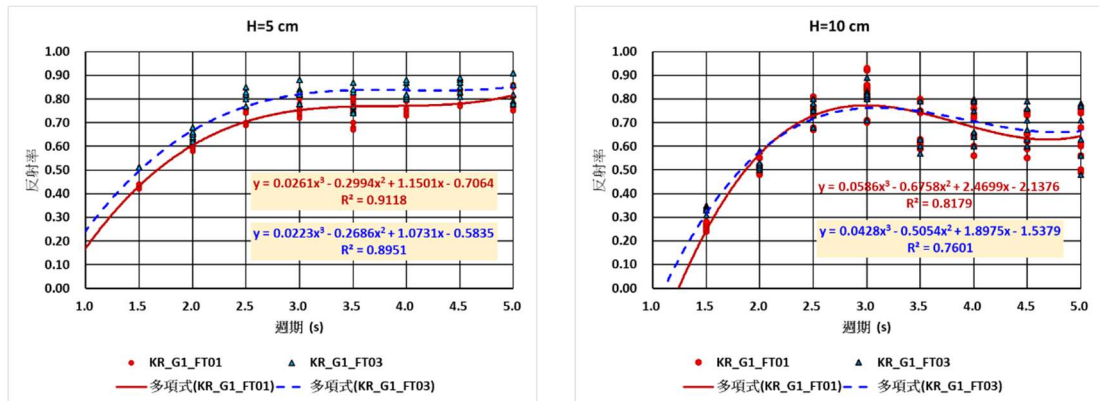 H=5 cm
1.00
0.90
0.80
0.70
0.60
0.50
0.40
0.30
0.20
0.10
0.00
反射率
y = 0.0261x³ - 0.2994x² + 1.1501x - 0.7064
R² = 0.9118
y = 0.0223x³ - 0.2686x² + 1.0731x - 0.5835
R² = 0.8951
1.0 1.5 2.0 2.5 3.0 3.5 4.0 4.5 5.0
週期 (s)
KR_G1_FT01 KR_G1_FT03
多項式(KR_G1_FT01) 多項式(KR_G1_FT03)
H=10 cm
1.00
0.90
0.80
0.70
0.60
0.50
0.40
0.30
0.20
0.10
0.00
反射率
y = 0.0586x³ - 0.6758x² + 2.4699x - 2.1376
R² = 0.8179
y = 0.0428x³ - 0.5054x² + 1.8975x - 1.5379
R² = 0.7601
1.0 1.5 2.0 2.5 3.0 3.5 4.0 4.5 5.0
週期 (s)
KR_G1_FT01 KR_G1_FT03
多項式(KR_G1_FT01) 多項式(KR_G1_FT03)